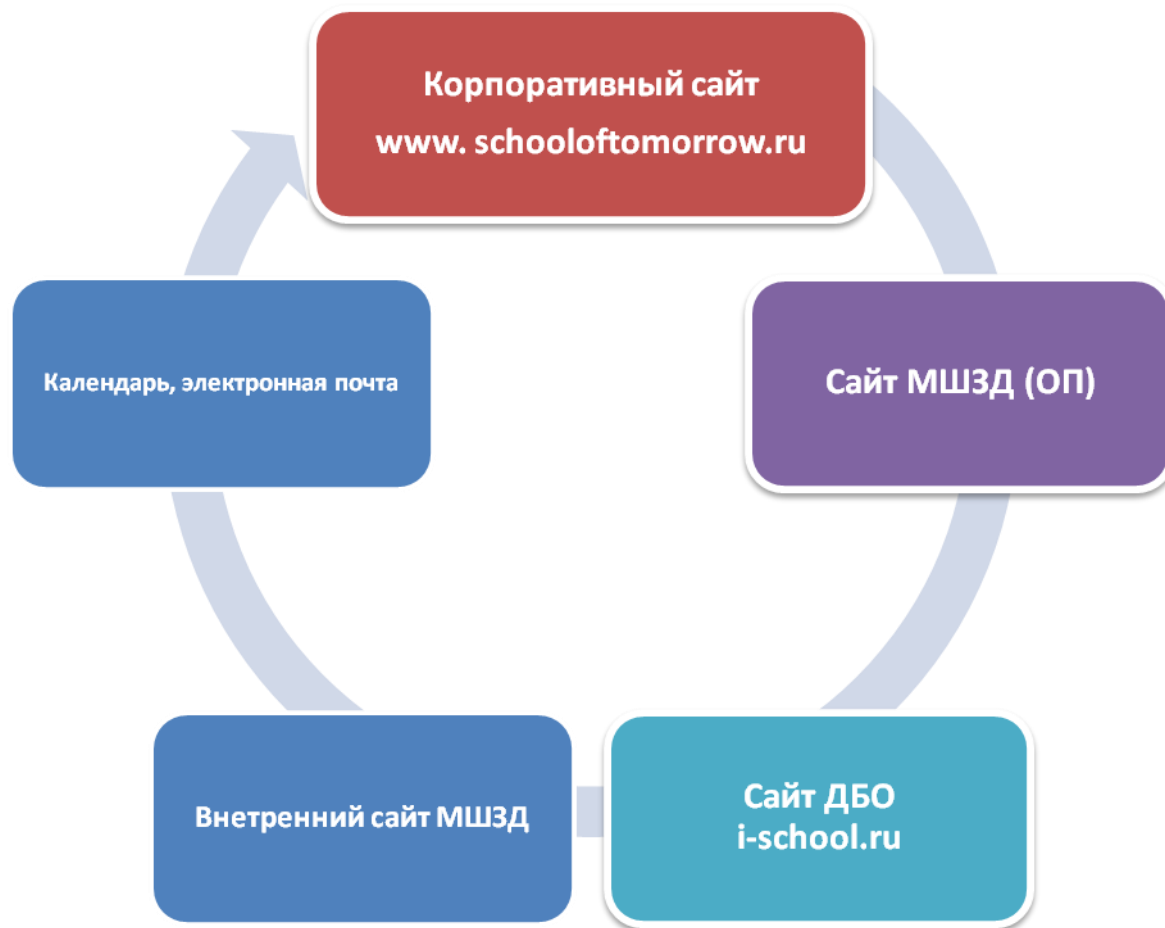 Корпоративный сайт
www. schooloftomorrow.ru
Календарь, электронная почта
Сайт МШЗД (ОП)
Внетренний сайт МШЗД
Сайт ДБО
i-school.ru